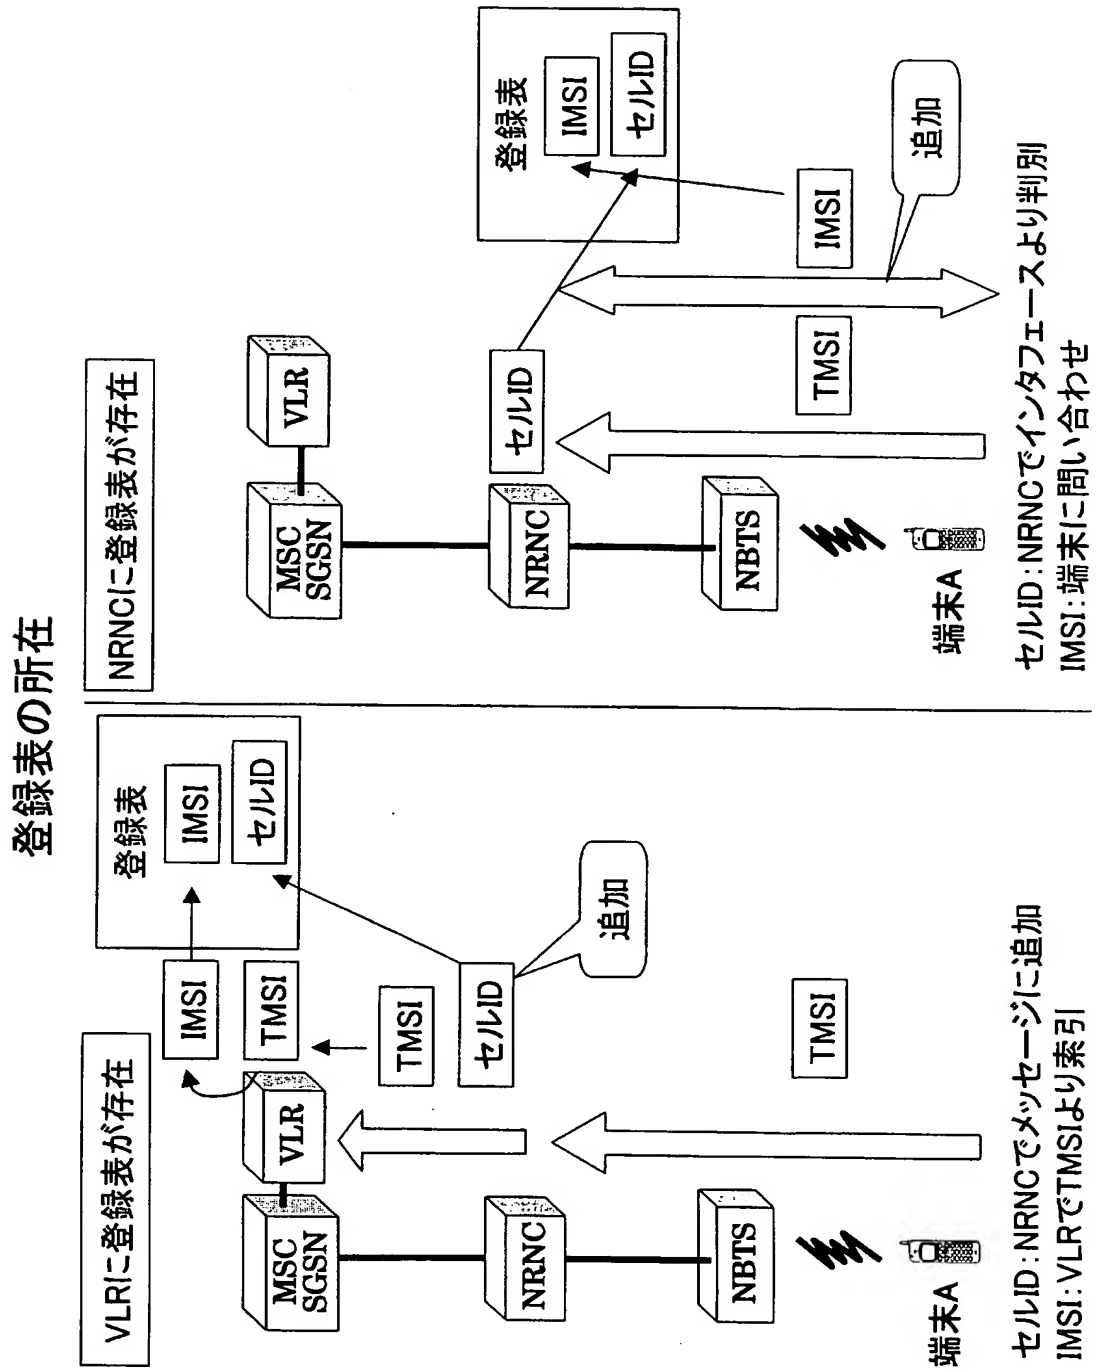 登録表の所在
VLRに登録表が存在
IMSI
TMSI
登録表
IMSI
セルID
MSC
SGSN
VLR
TMSI
セルID
追加
NRNC
NBTS
TMSI
端末A
セルID:NRNCでメッセージに追加
IMSI:VLRでTMSIより索引
NRNCに登録表が存在
MSC
SGSN
VLR
登録表
IMSI
セルID
NRNC
セルID
NBTS
TMSI
IMSI
追加
端末A
セルID:NRNCでインタフェースより判別
IMSI:端末に問い合わせ